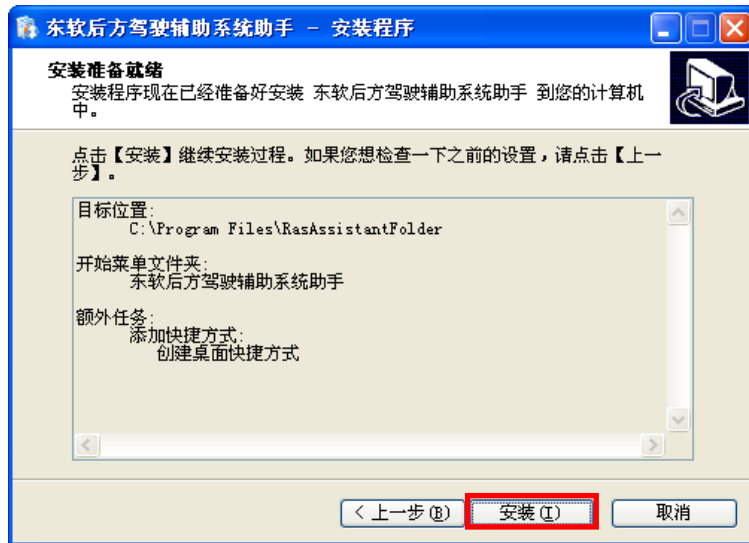 东软后方驾驶辅助系统助手 - 安装程序
安装准备就绪
安装程序现在已经准备好安装 东软后方驾驶辅助系统助手 到您的计算机
中。
点击【安装】继续安装过程。如果您想检查一下之前的设置，请点击【上一
步】。
目标位置:
C:\Program Files\RasAssistantFolder
开始菜单文件夹:
东软后方驾驶辅助系统助手
额外任务:
添加快捷方式:
创建桌面快捷方式
< 上一步(B) 安装(I) 取消